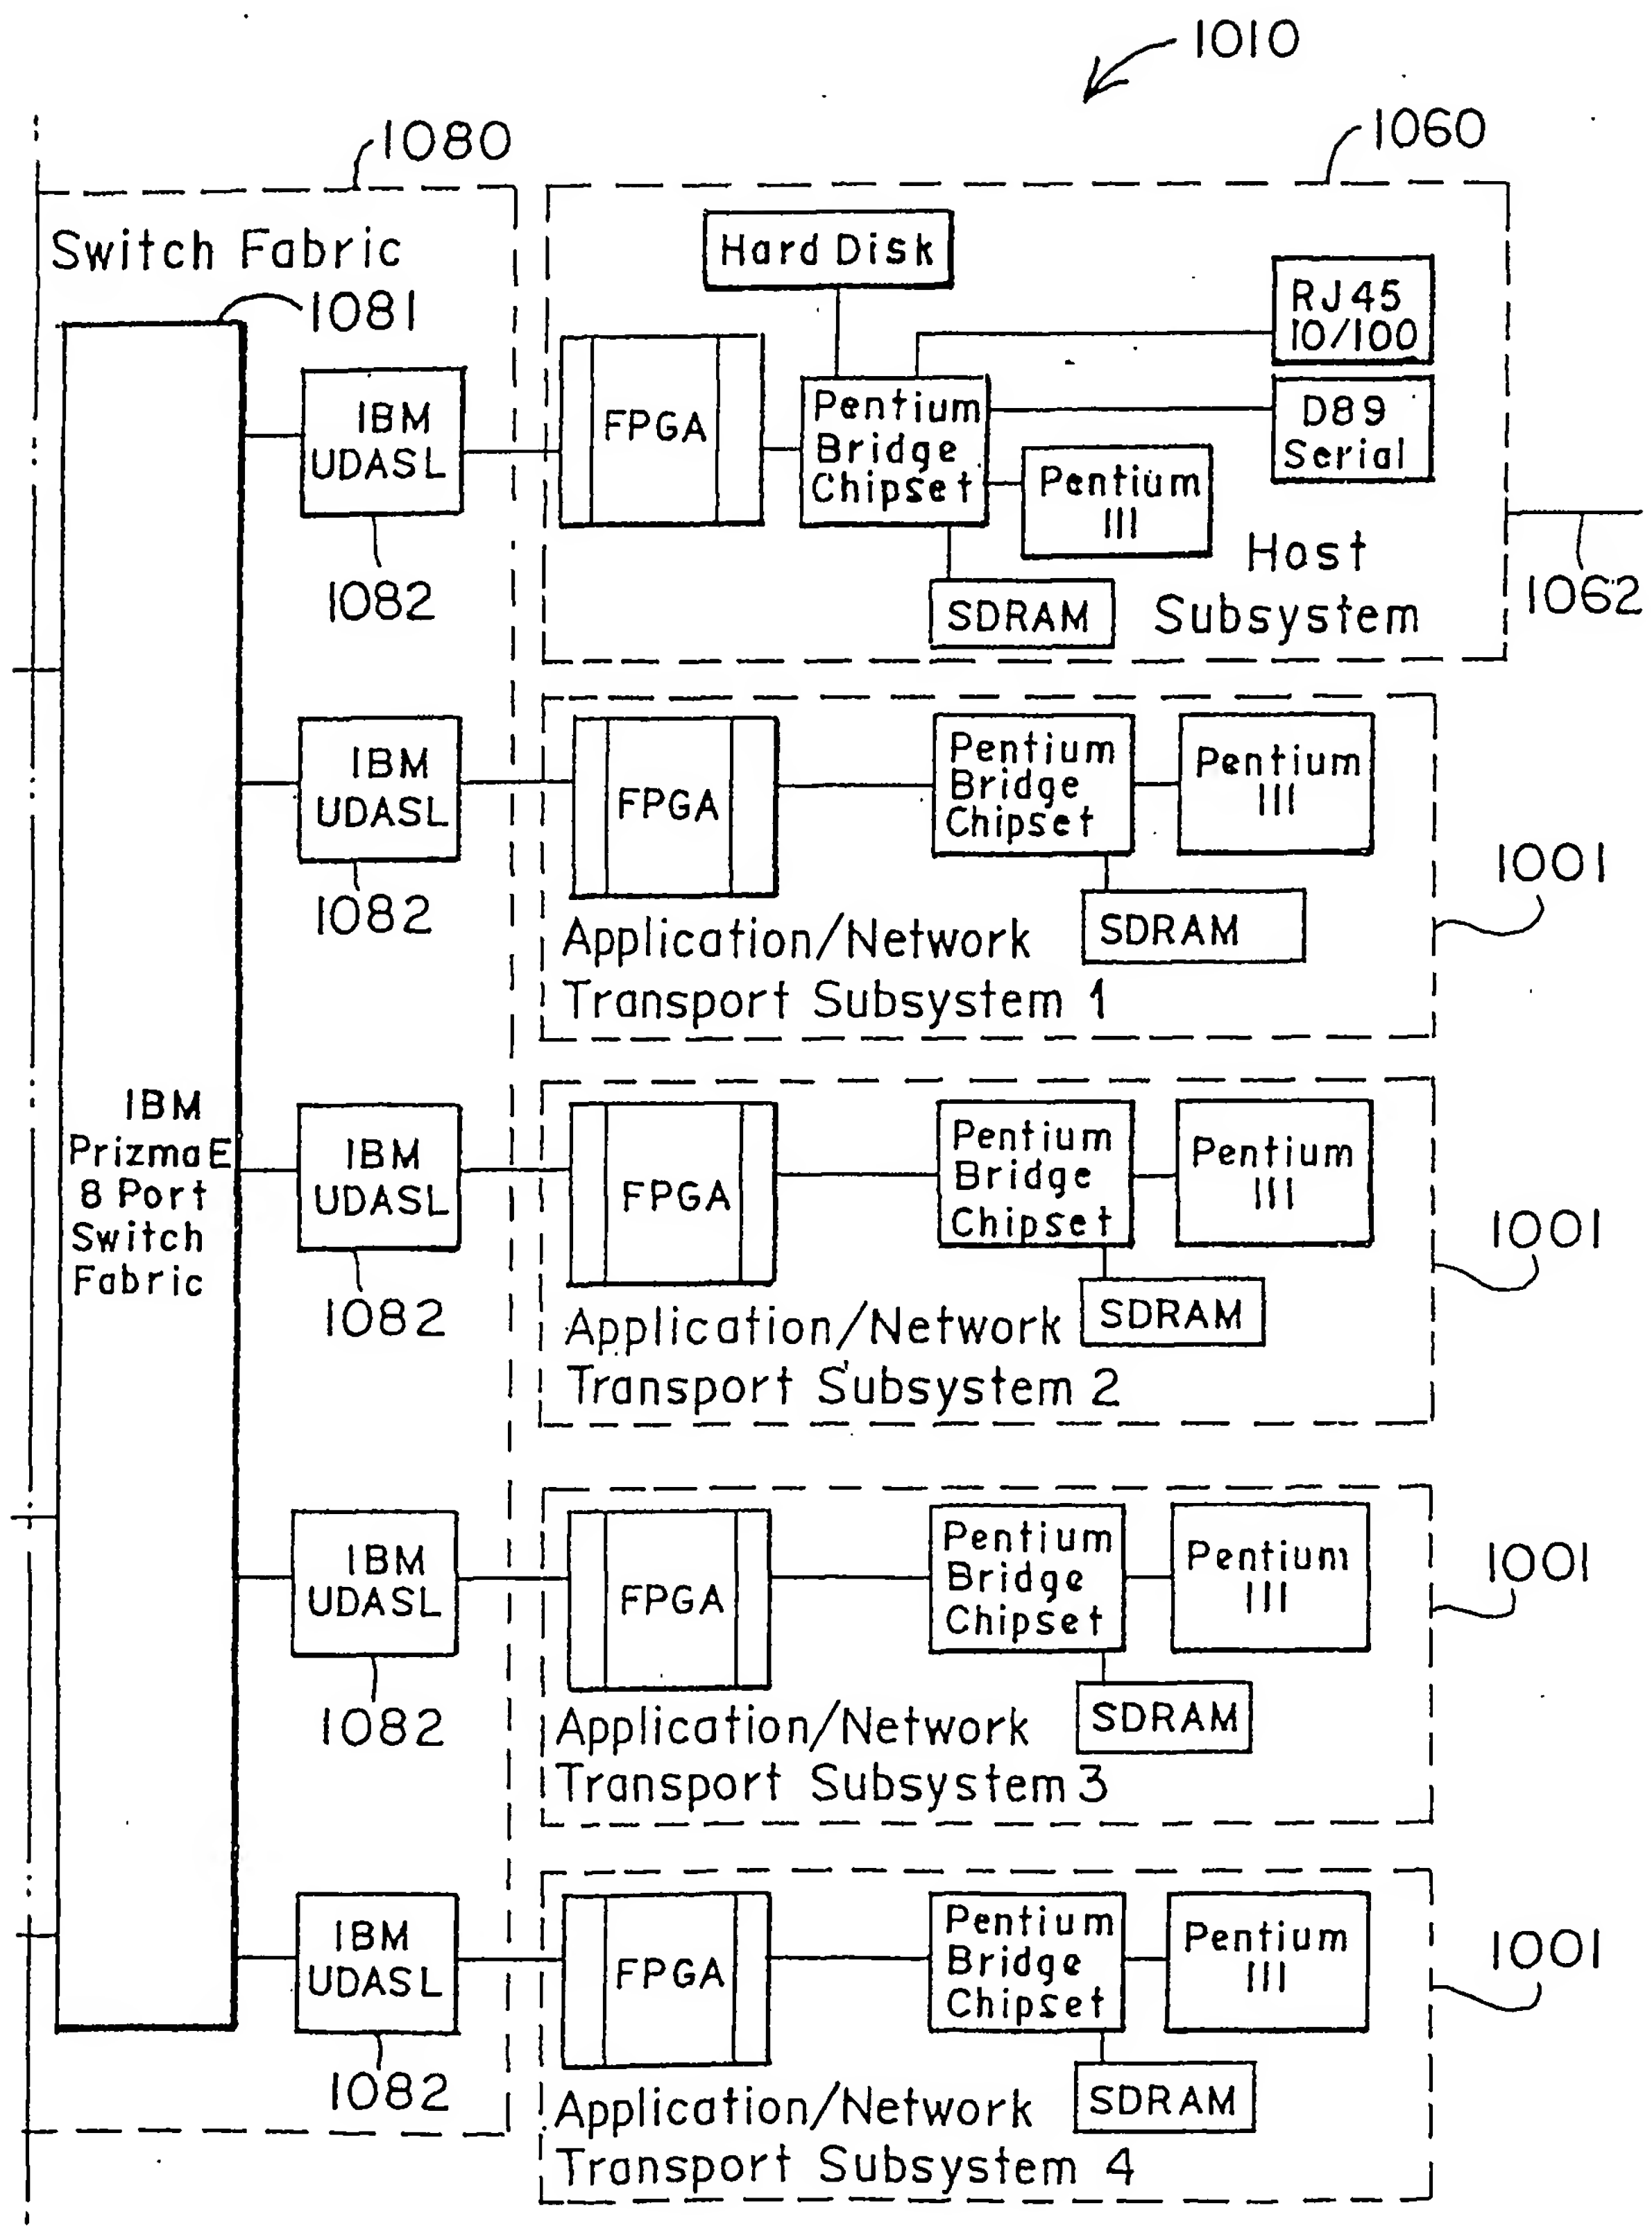 1010
1080
1060
Switch Fabric
1081
Hard Disk
RJ45
10/100
IBM
UDASL
FPGA
Pentium
Bridge
Chipset
D89
Serial
Pentium
III
1082
SDRAM
Host
Subsystem
1062
IBM
UDASL
FPGA
Pentium
Bridge
Chipset
Pentium
III
1082
1001
SDRAM
Application/Network
Transport Subsystem 1
IBM
PrizmaE
8 Port
Switch
Fabric
IBM
UDASL
FPGA
Pentium
Bridge
Chipset
Pentium
III
1082
1001
SDRAM
Application/Network
Transport Subsystem 2
IBM
UDASL
FPGA
Pentium
Bridge
Chipset
Pentium
III
1082
1001
SDRAM
Application/Network
Transport Subsystem 3
IBM
UDASL
FPGA
Pentium
Bridge
Chipset
Pentium
III
1082
1001
SDRAM
Application/Network
Transport Subsystem 4